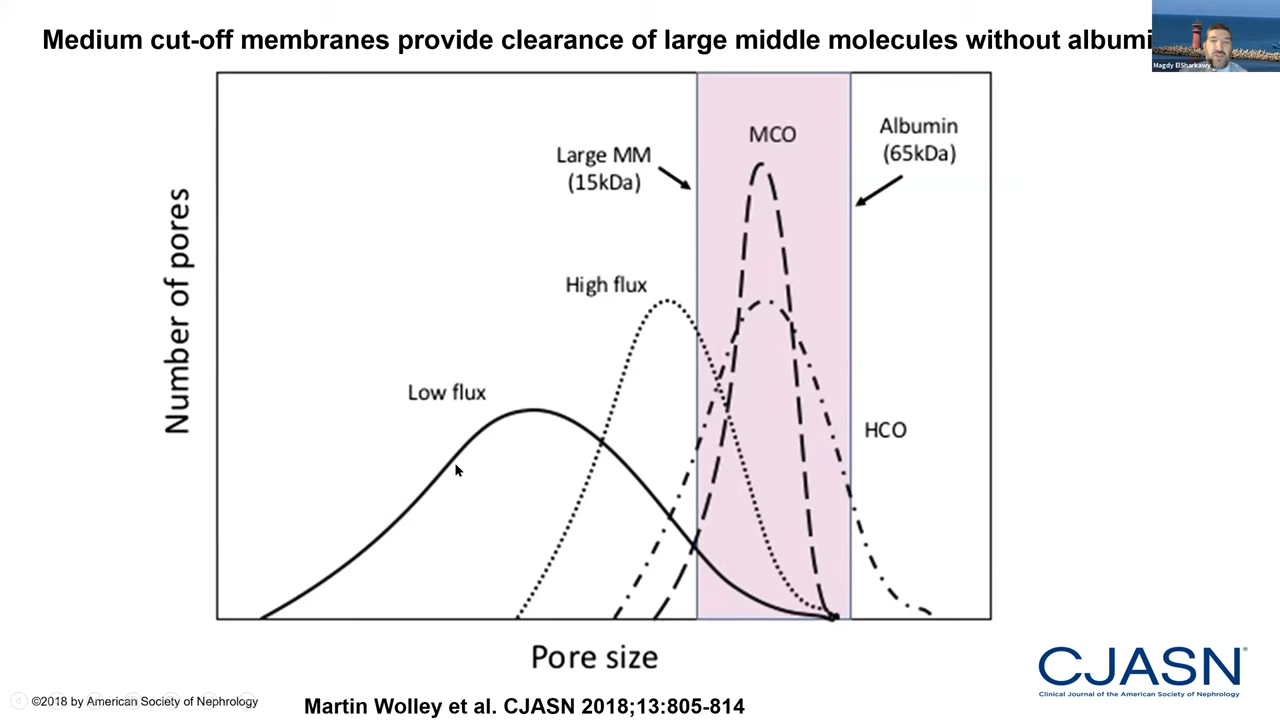 Medium cut-off membranes provide clearance of large middle molecules without
Magdy ElSharkawy
MCO
Albumin
(65kDa)
Large MM
(15kDa)
High flux
Low flux
HCO
Number of pores
Pore size
CJASN
Clinical Journal of the American Society of Nephrology
©2018 by American Society of Nephrology
Martin Wolley et al. CJASN 2018;13:805-814